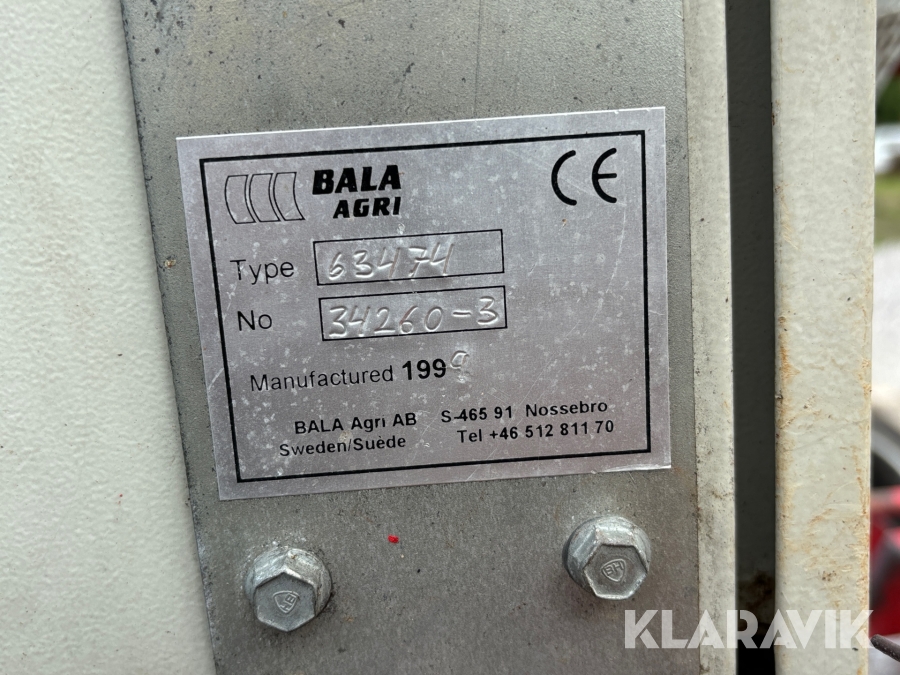 BALA
AGRI
CE
Type 63474
No 34260-3
Manufactured 1999
BALA Agri AB S-465 91 Nossebro
Sweden/Suède Tel +46 512 811 70
KLARAVIK